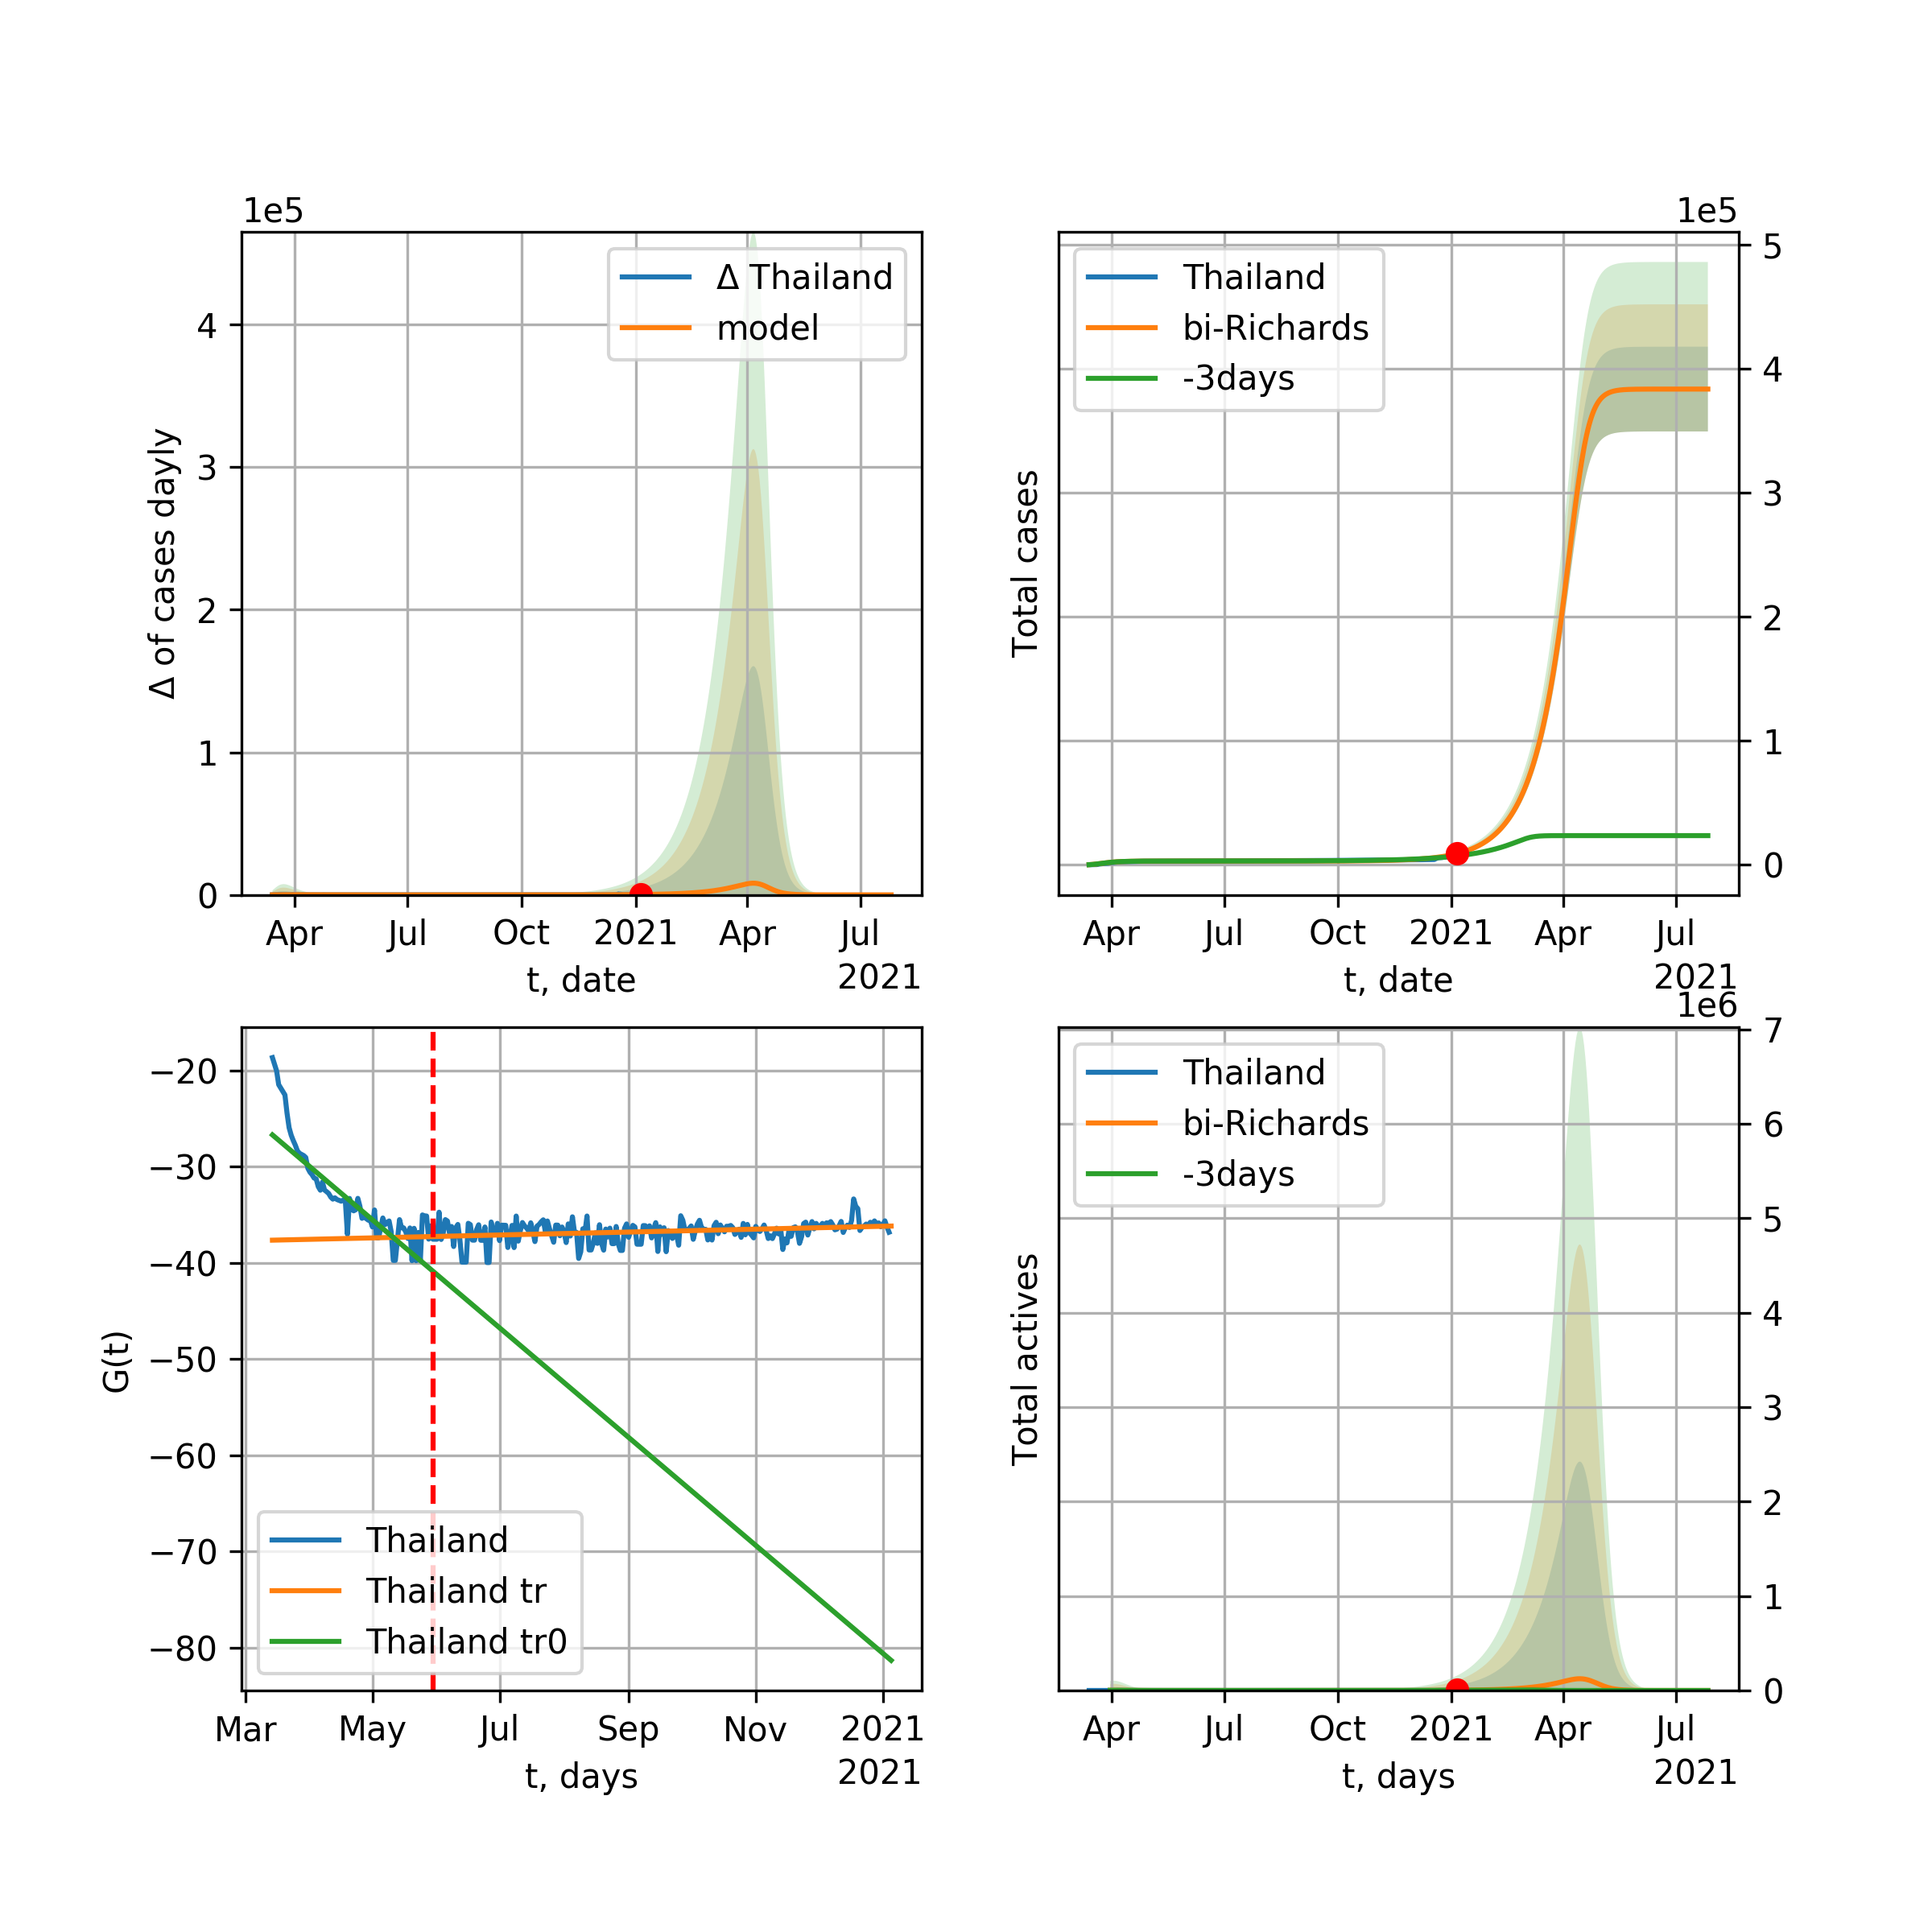 1e5
Δ Thailand
model
4
3
2
1
0
Δ of cases dayly
Apr
Jul
Oct
2021
Apr
Jul
t, date
2021
1e5
Thailand
bi-Richards
-3days
5
4
3
2
1
0
Total cases
Apr
Jul
Oct
2021
Apr
Jul
t, date
2021
−20
−30
−40
−50
−60
−70
−80
G(t)
Thailand
Thailand tr
Thailand tr0
Mar
May
Jul
Sep
Nov
2021
t, days
2021
1e6
Thailand
bi-Richards
-3days
7
6
5
4
3
2
1
0
Total actives
Apr
Jul
Oct
2021
Apr
Jul
t, days
2021